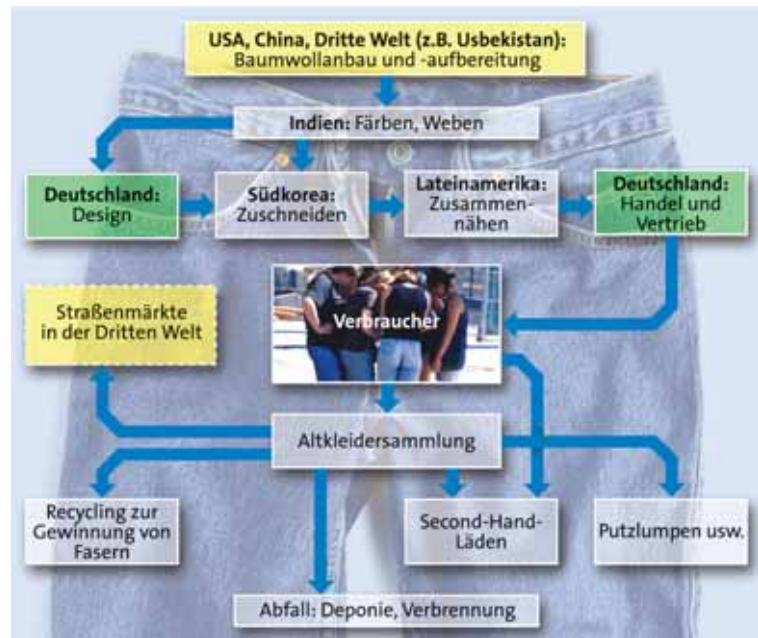 USA, China, Dritte Welt (z.B. Usbekistan):
Baumwollanbau und -aufbereitung
Indien: Färben, Weben
Deutschland:
Design
Südkorea:
Zuschneiden
Lateinamerika:
Zusammen-
nähen
Deutschland:
Handel und
Vertrieb
Straßenmärkte
in der Dritten Welt
Verbraucher
Altkleidersammlung
Recycling zur
Gewinnung von
Fasern
Second-Hand-
Läden
Putzlumpen usw.
Abfall: Deponie, Verbrennung